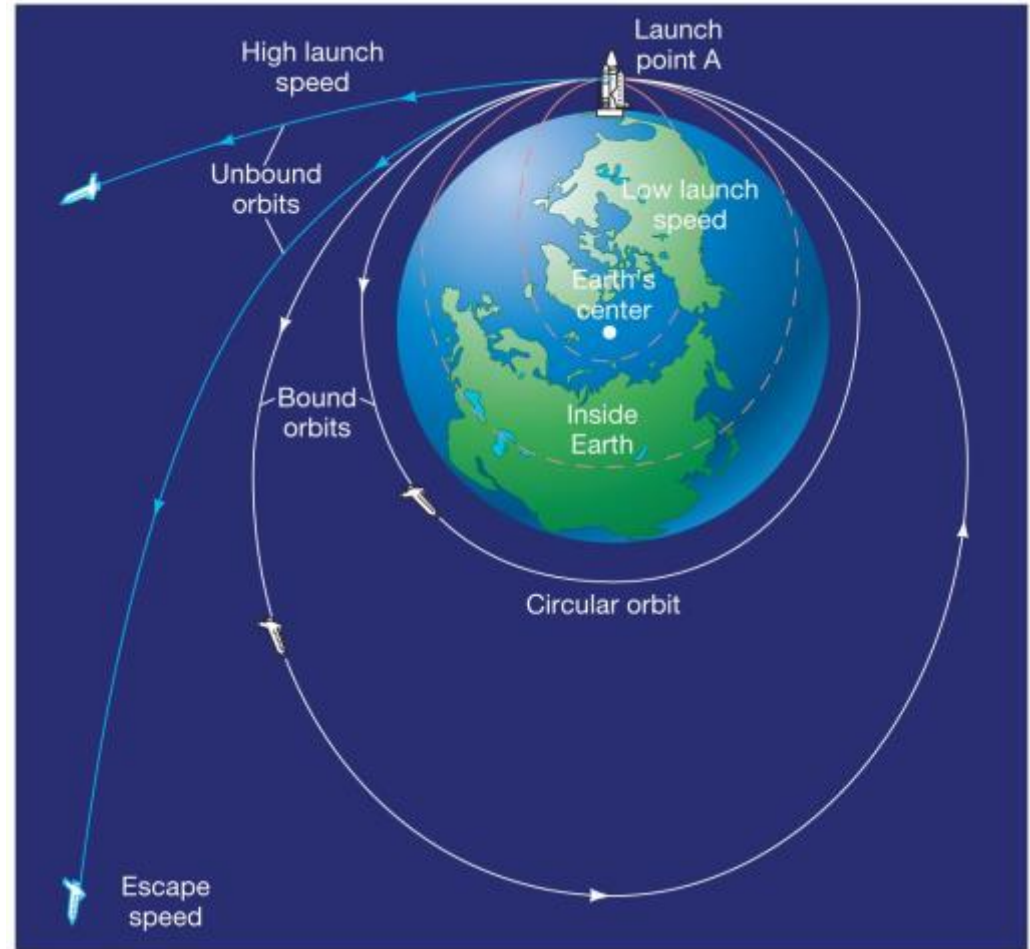 Launch
point A
High launch
speed
Unbound
orbits
Low launch
speed
Earth's
center
Bound
orbits
Inside
Earth
Circular orbit
Escape
speed